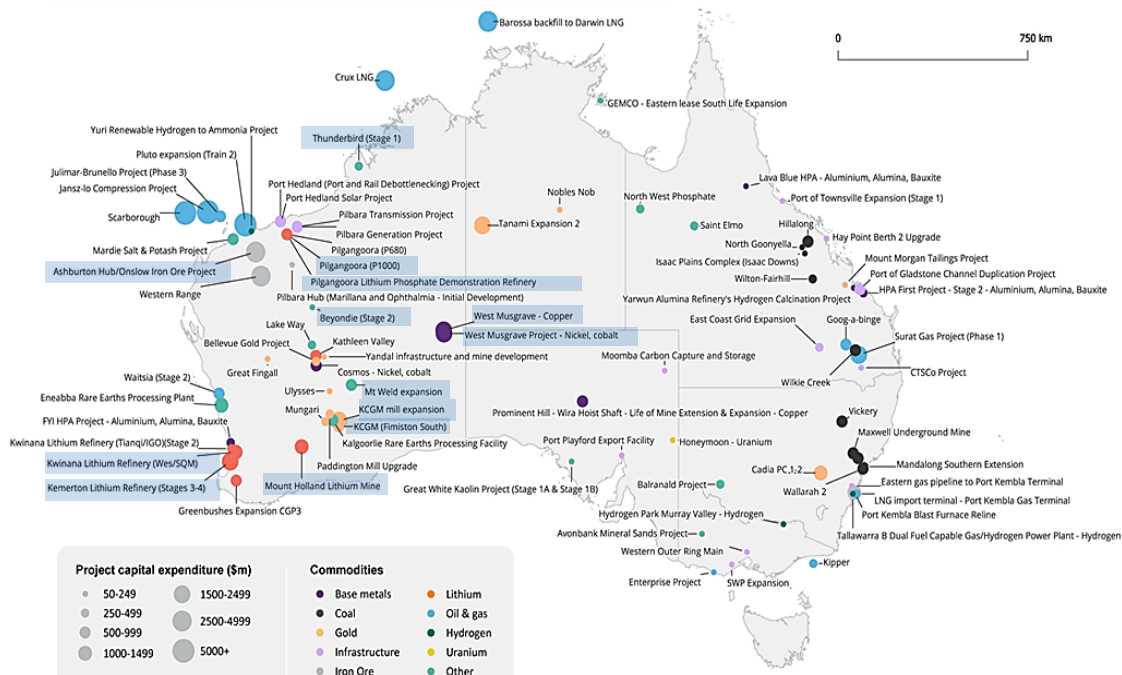 Barossa backfill to Darwin LNG
0
750 km
Crux LNG
GEMCO - Eastern lease South Life Expansion
Yuri Renewable Hydrogen to Ammonia Project
Thunderbird (Stage 1)
Pluto expansion (Train 2)
Julimar-Brunello Project (Phase 3)
Jansz-Io Compression Project
Scarborough
Port Hedland (Port and Rail Debottlenecking) Project
Port Hedland Solar Project
Pilbara Transmission Project
Pilbara Generation Project
Pilgangoora (P680)
Pilgangoora (P1000)
Pilgangoora Lithium Phosphate Demonstration Refinery
Mardie Salt & Potash Project
Ashburton Hub/Onslow Iron Ore Project
Western Range
Pilbara Hub (Marillana and Ophthalmia - Initial Development)
Nobles Nob
Tanami Expansion 2
North West Phosphate
Saint Elmo
Lava Blue HPA - Aluminium, Alumina, Bauxite
Port of Townsville Expansion (Stage 1)
Hillalong
North Goonyella
Hay Point Berth 2 Upgrade
Isaac Plains Complex (Isaac Downs)
Wilton-Fairhill
Mount Morgan Tailings Project
Port of Gladstone Channel Duplication Project
HPA First Project - Stage 2 - Aluminium, Alumina, Bauxite
Yarwun Alumina Refinery's Hydrogen Calcination Project
East Coast Grid Expansion
Goog-a-binge
Surat Gas Project (Phase 1)
CTSCo Project
Wilkie Creek
Moomba Carbon Capture and Storage
Beyondie (Stage 2)
West Musgrave - Copper
West Musgrave Project - Nickel, cobalt
Lake Way
Kathleen Valley
Bellevue Gold Project
Yandal infrastructure and mine development
Great Fingall
Cosmos - Nickel, cobalt
Waitsia (Stage 2)
Eneabba Rare Earths Processing Plant
Ulysses
Mt Weld expansion
Mungari
KCGM mill expansion
KCGM (Fimiston South)
Kalgoorlie Rare Earths Processing Facility
Paddington Mill Upgrade
FYI HPA Project - Aluminium, Alumina, Bauxite
Kwinana Lithium Refinery (Tianqi/IGO)(Stage 2)
Kwinana Lithium Refinery (Wes/SQM)
Kemerton Lithium Refinery (Stages 3-4)
Mount Holland Lithium Mine
Greenbushes Expansion CGP3
Prominent Hill - Wira Hoist Shaft - Life of Mine Extension & Expansion - Copper
Port Playford Export Facility
Honeymoon - Uranium
Great White Kaolin Project (Stage 1A & Stage 1B)
Balranald Project
Cadia PC,1-2
Vickery
Maxwell Underground Mine
Mandalong Southern Extension
Wallarah 2
Eastern gas pipeline to Port Kembla Terminal
LNG import terminal - Port Kembla Gas Terminal
Port Kembla Blast Furnace Reline
Tallawarra B Dual Fuel Capable Gas/Hydrogen Power Plant - Hydrogen
Hydrogen Park Murray Valley - Hydrogen
Avonbank Mineral Sands Project
Western Outer Ring Main
Enterprise Project
SWP Expansion
Kipper
Project capital expenditure ($m)
50-249
250-499
500-999
1000-1499
1500-2499
2500-4999
5000+
Commodities
Base metals
Coal
Gold
Infrastructure
Iron Ore
Lithium
Oil & gas
Hydrogen
Uranium
Other